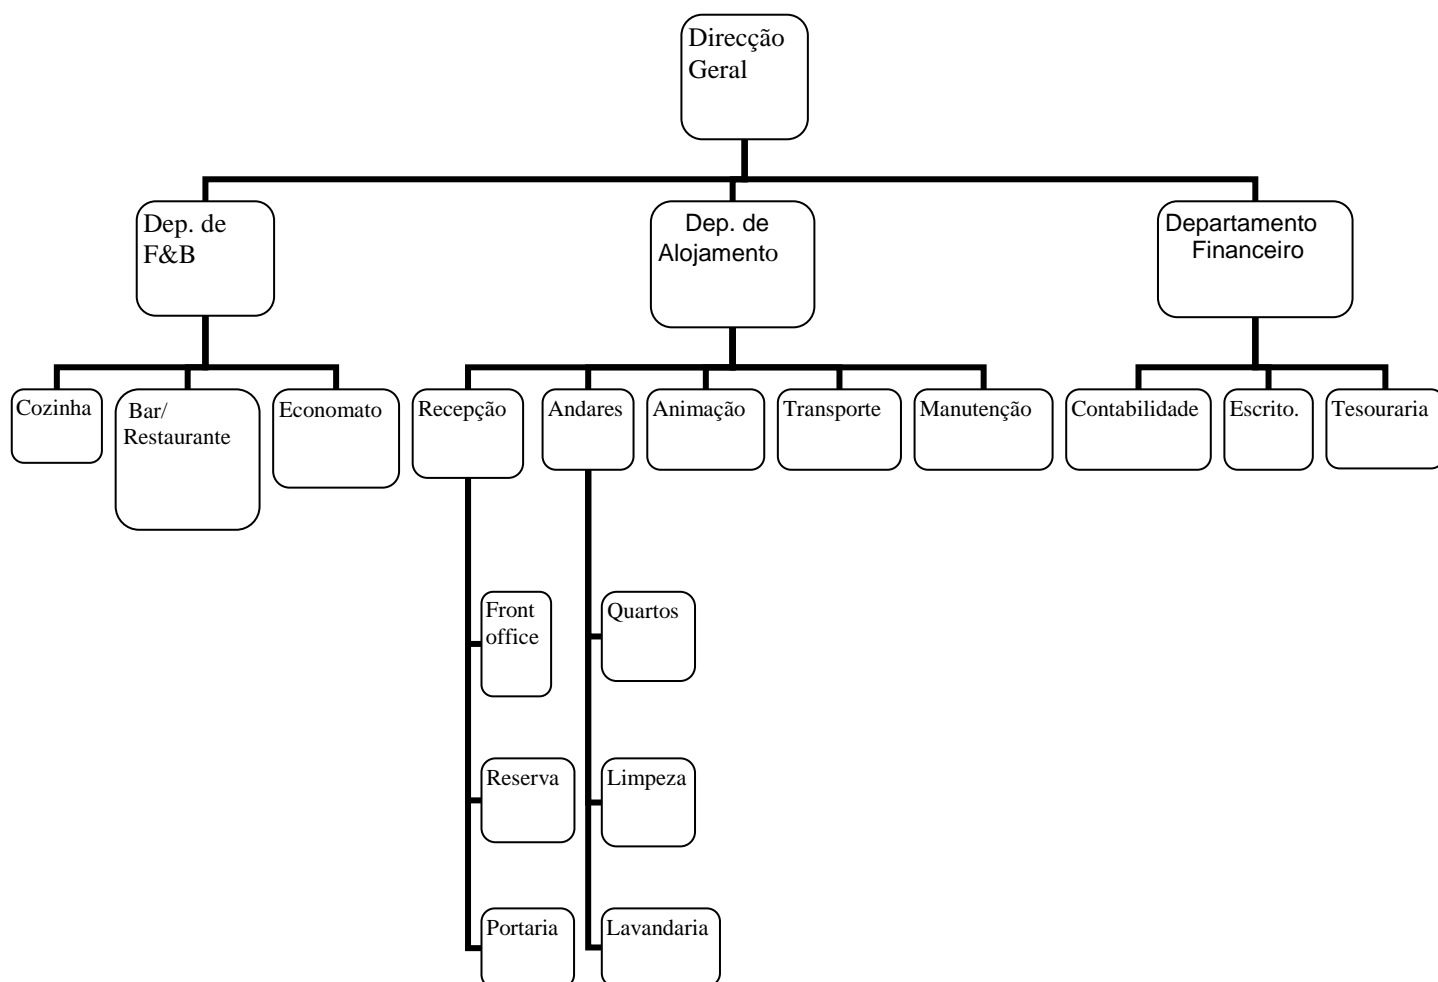 Direcção
Geral
Dep. de
F&B
Dep. de
Alojamento
Departamento
Financeiro
Cozinha
Bar/
Restaurante
Economato
Recepção
Andares
Animação
Transporte
Manutenção
Contabilidade
Escrito.
Tesouraria
Front
office
Quartos
Reserva
Limpeza
Portaria
Lavandaria